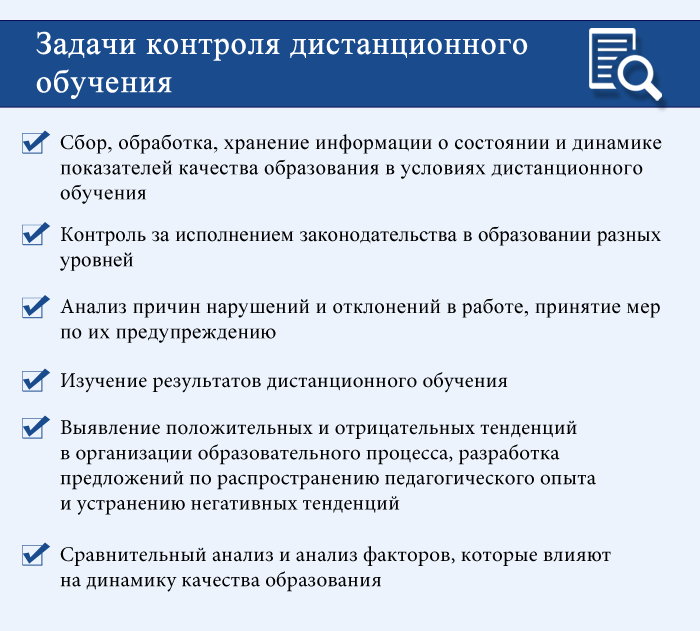 Задачи контроля дистанционного
обучения
Сбор, обработка, хранение информации о состоянии и динамике
показателей качества образования в условиях дистанционного
обучения
Контроль за исполнением законодательства в образовании разных
уровней
Анализ причин нарушений и отклонений в работе, принятие мер
по их предупреждению
Изучение результатов дистанционного обучения
Выявление положительных и отрицательных тенденций
в организации образовательного процесса, разработка
предложений по распространению педагогического опыта
и устранению негативных тенденций
Сравнительный анализ и анализ факторов, которые влияют
на динамику качества образования